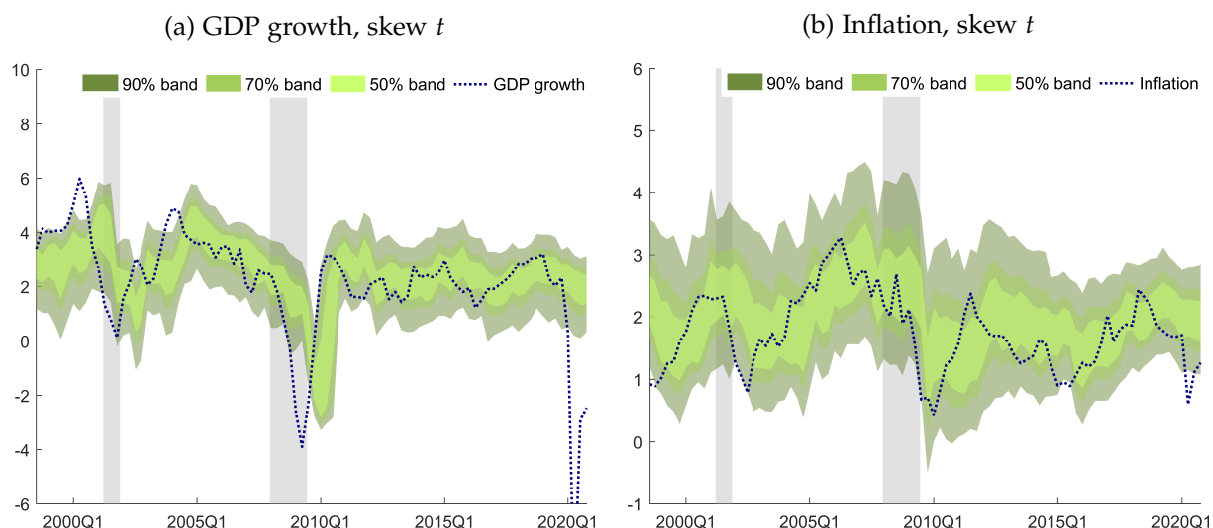 (a) GDP growth, skew t
90% band 70% band 50% band GDP growth
10
8
6
4
2
0
-2
-4
-6
2000Q1 2005Q1 2010Q1 2015Q1 2020Q1
(b) Inflation, skew t
90% band 70% band 50% band Inflation
6
5
4
3
2
1
0
-1
2000Q1 2005Q1 2010Q1 2015Q1 2020Q1